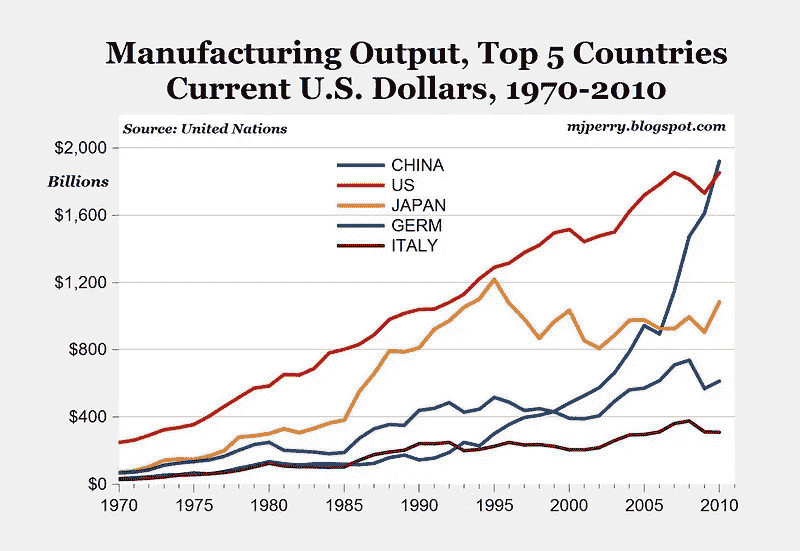 Manufacturing Output, Top 5 Countries
Current U.S. Dollars, 1970-2010
Source: United Nations
mjperry.blogspot.com
$2,000
Billions
$1,600
$1,200
$800
$400
$0
CHINA
US
JAPAN
GERM
ITALY
1970 1975 1980 1985 1990 1995 2000 2005 2010